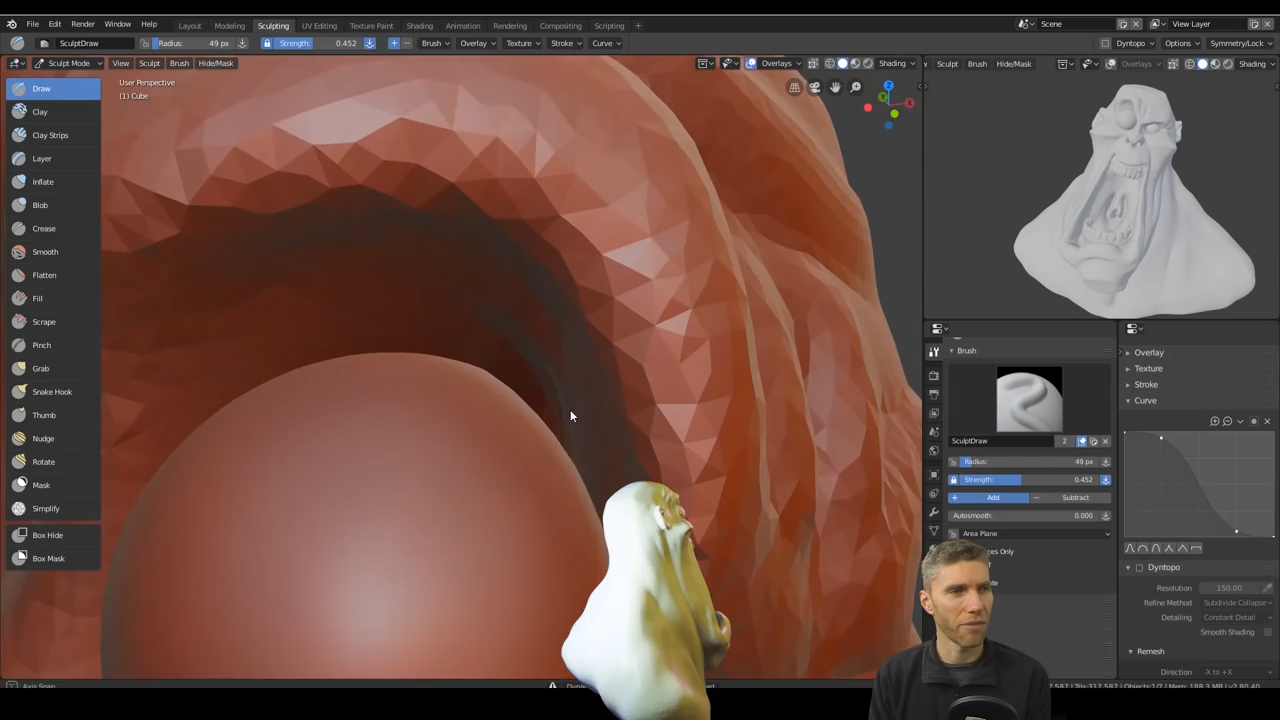 File Edit Render Window Help Layout Modeling Sculpting UV Editing Texture Paint Shading Animation Rendering Compositing Scripting Scene View Layer
SculptDraw Radius: 49 px Strength: 0.452 Brush Overlay Texture Stroke Curve Dyntopo Options Symmetry/Lock
Sculpt Mode View Sculpt Brush Hide/Mask Overlays Shading Sculpt Brush Hide/Mask Overlays Shading
User Perspective
(1) Cube
Draw
Clay
Clay Strips
Layer
Inflate
Blob
Crease
Smooth
Flatten
Fill
Scrape
Pinch
Grab
Snake Hook
Thumb
Nudge
Rotate
Mask
Simplify
Box Hide
Box Mask
X
Y
Z
Brush
SculptDraw 2
Radius: 49 px
Strength: 0.452
Add Subtract
Autosmooth: 0.000
Area Plane
Overlay
Texture
Stroke
Curve
Dyntopo
Resolution 150.00
Refine Method Subdivide Collapse
Detailing Constant Detail
Smooth Shading
Remesh
Direction -X to +X
Axis Snap